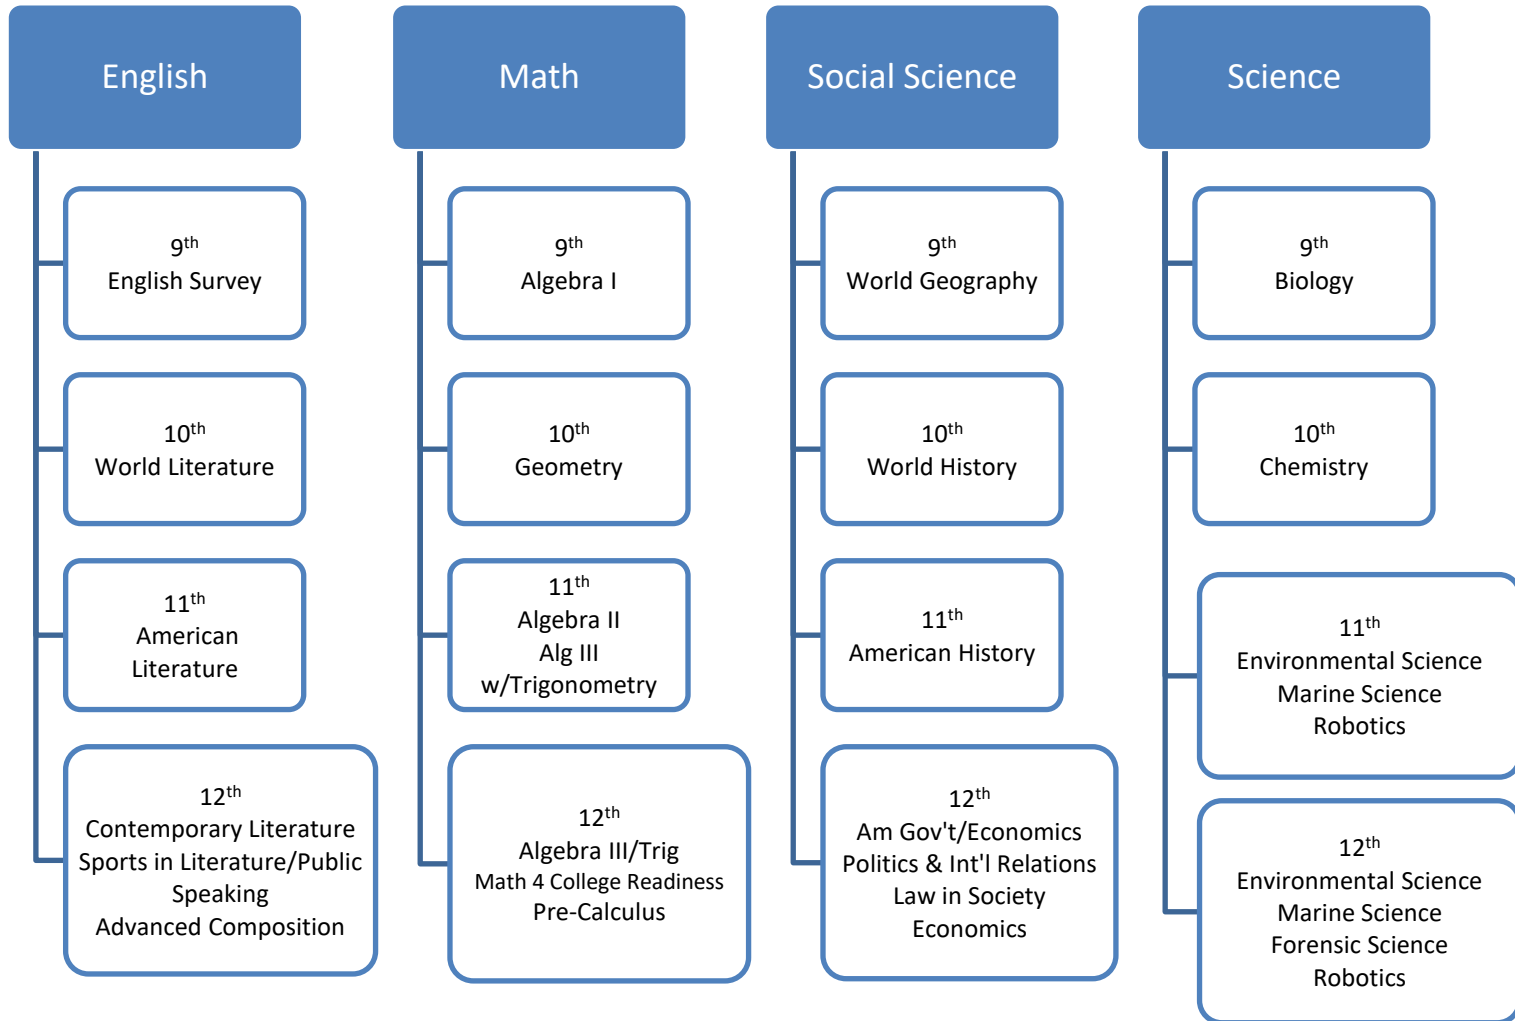 English
9th
English Survey
10th
World Literature
11th
American
Literature
12th
Contemporary Literature
Sports in Literature/Public
Speaking
Advanced Composition
Math
9th
Algebra I
10th
Geometry
11th
Algebra II
Alg III
w/Trigonometry
12th
Algebra III/Trig
Math 4 College Readiness
Pre-Calculus
Social Science
9th
World Geography
10th
World History
11th
American History
12th
Am Gov't/Economics
Politics & Int'l Relations
Law in Society
Economics
Science
9th
Biology
10th
Chemistry
11th
Environmental Science
Marine Science
Robotics
12th
Environmental Science
Marine Science
Forensic Science
Robotics